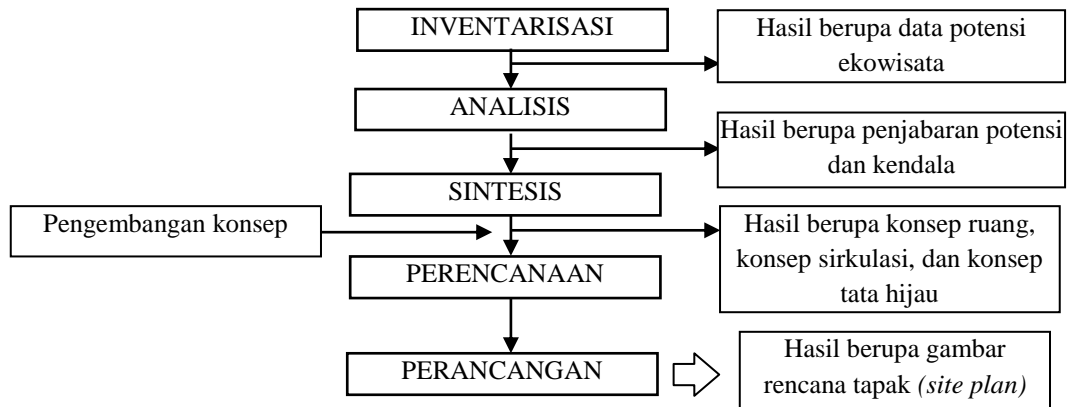 INVENTARISASI
Hasil berupa data potensi
ekowisata
ANALISIS
Hasil berupa penjabaran potensi
dan kendala
SINTESIS
Pengembangan konsep
Hasil berupa konsep ruang,
konsep sirkulasi, dan konsep
tata hijau
PERENCANAAN
PERANCANGAN
Hasil berupa gambar
rencana tapak (site plan)